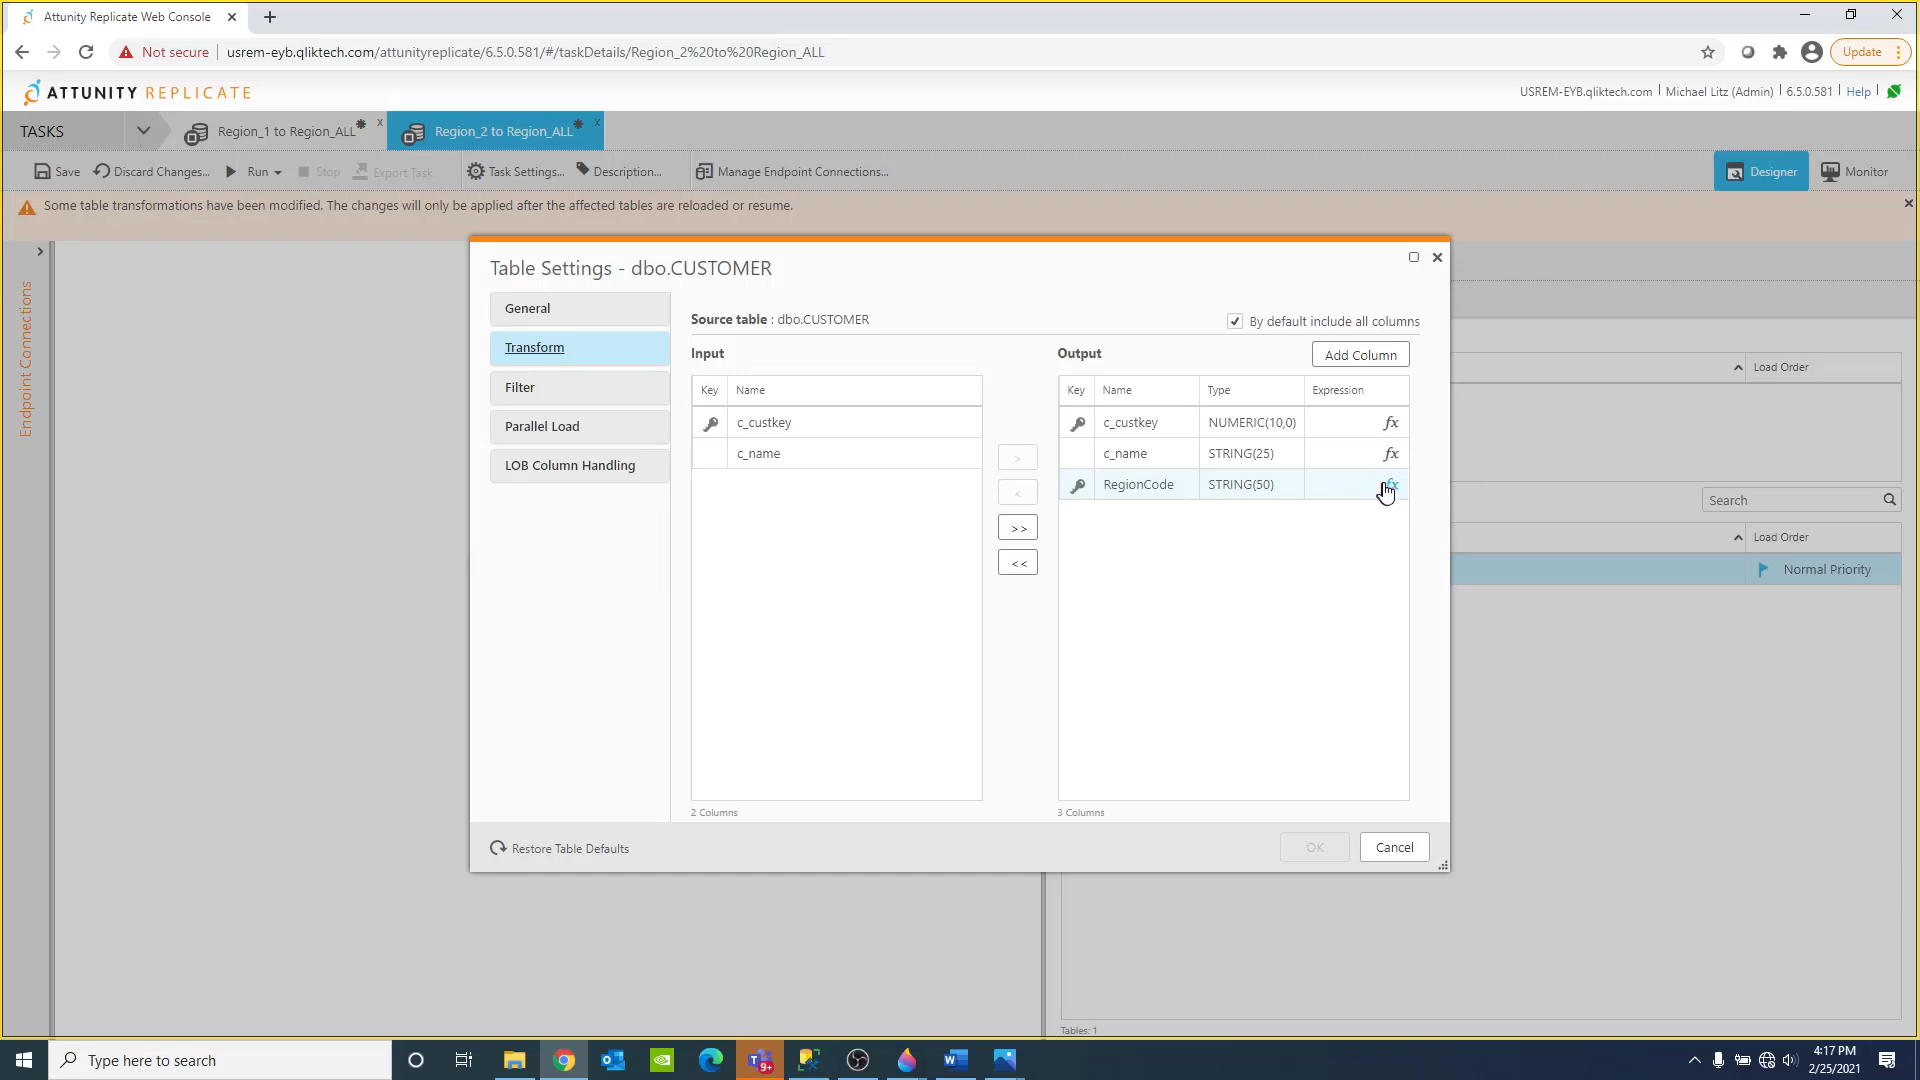 Attunity Replicate Web Console
Not secure usrem-eyb.qliktech.com/attunityreplicate/6.5.0.581/#/taskDetails/Region_2%20to%20Region_ALL Update
ATTUNITY REPLICATE USREM-EYB.qliktech.com Michael Litz (Admin) 6.5.0.581 Help
TASKS Region_1 to Region_ALL * x Region_2 to Region_ALL * x
Save Discard Changes... Run Stop Export Task Task Settings... Description... Manage Endpoint Connections... Designer Monitor
Some table transformations have been modified. The changes will only be applied after the affected tables are reloaded or resume.
Endpoint Connections
Table Settings - dbo.CUSTOMER
General
Transform
Filter
Parallel Load
LOB Column Handling
Source table : dbo.CUSTOMER By default include all columns
Input Output Add Column
Key Name Key Name Type Expression
c_custkey c_custkey NUMERIC(10,0) fx
c_name c_name STRING(25) fx
RegionCode STRING(50) fx
>
<
>>
<<
2 Columns 3 Columns
Restore Table Defaults OK Cancel
Load Order
Search
Load Order
Normal Priority
Tables: 1
Type here to search 9+ 4:17 PM
2/25/2021